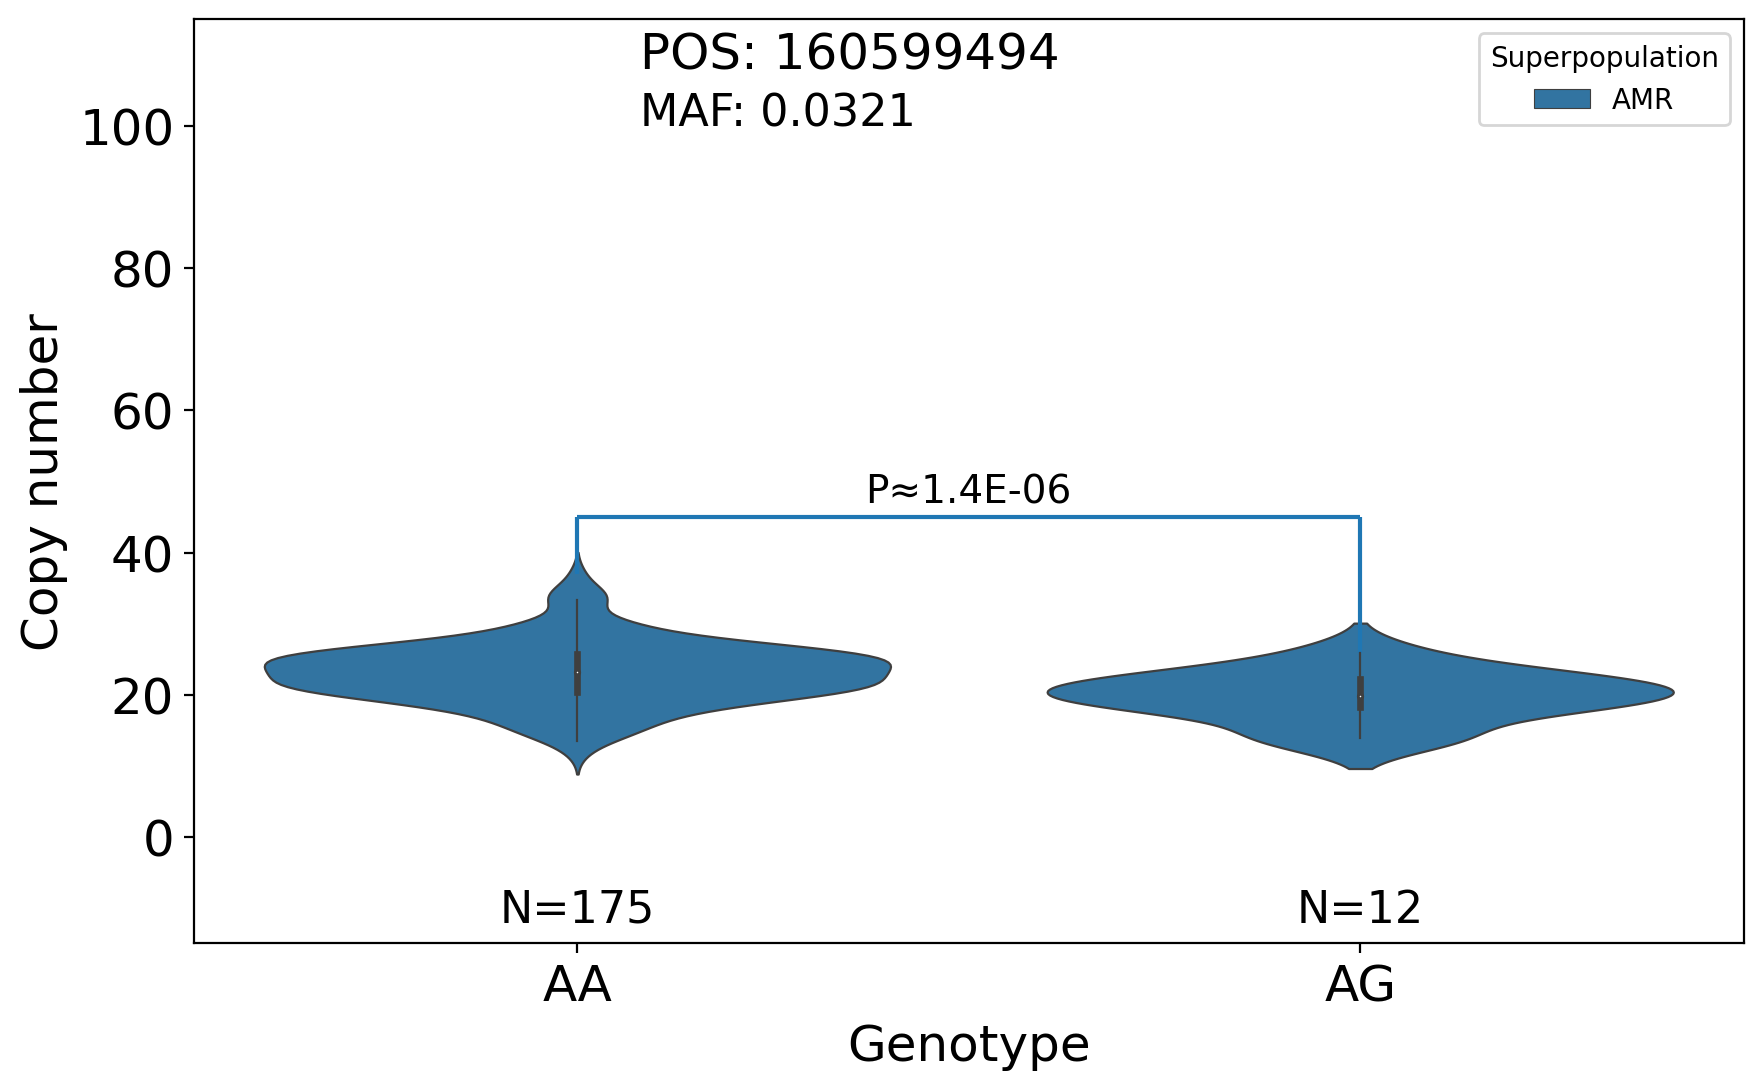 POS: 160599494
MAF: 0.0321
Superpopulation
AMR
Copy number
100
80
60
40
20
0
P≈1.4E-06
N=175
N=12
AA
AG
Genotype